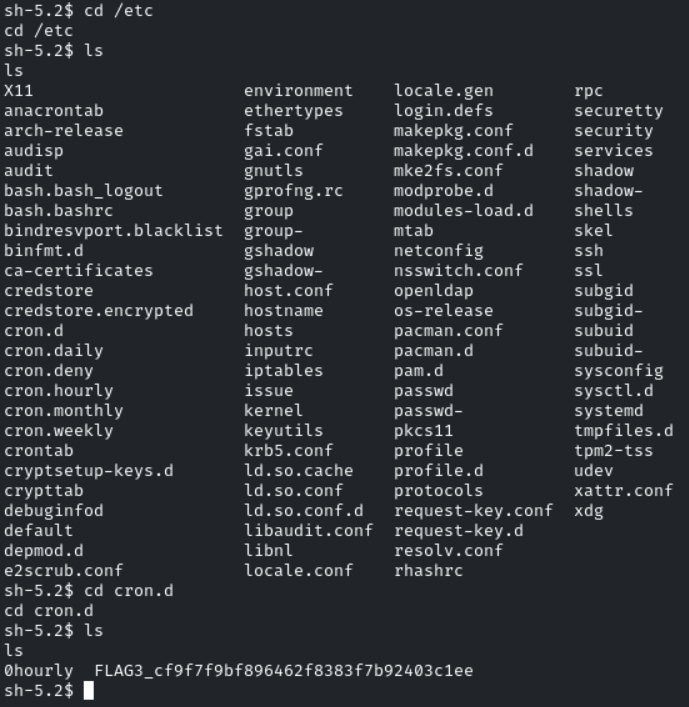 sh-5.2$ cd /etc
cd /etc
sh-5.2$ ls
ls
X11                     environment    locale.gen         rpc
anacrontab              ethertypes     login.defs         securetty
arch-release            fstab          makepkg.conf       security
audisp                  gai.conf       makepkg.conf.d     services
audit                   gnutls         mke2fs.conf        shadow
bash.bash_logout        gprofng.rc     modprobe.d         shadow-
bash.bashrc             group          modules-load.d     shells
bindresvport.blacklist  group-         mtab               skel
binfmt.d                gshadow        netconfig          ssh
ca-certificates         gshadow-       nsswitch.conf      ssl
credstore               host.conf      openldap           subgid
credstore.encrypted     hostname       os-release         subgid-
cron.d                  hosts          pacman.conf        subuid
cron.daily              inputrc        pacman.d           subuid-
cron.deny               iptables       pam.d              sysconfig
cron.hourly             issue          passwd             sysctl.d
cron.monthly            kernel         passwd-            systemd
cron.weekly             keyutils       pkcs11             tmpfiles.d
crontab                 krb5.conf      profile            tpm2-tss
cryptsetup-keys.d       ld.so.cache    profile.d          udev
crypttab                ld.so.conf     protocols          xattr.conf
debuginfod              ld.so.conf.d   request-key.conf   xdg
default                 libaudit.conf  request-key.d
depmod.d                libnl          resolv.conf
e2scrub.conf            locale.conf    rhashrc
sh-5.2$ cd cron.d
cd cron.d
sh-5.2$ ls
ls
0hourly  FLAG3_cf9f7f9bf896462f8383f7b92403c1ee
sh-5.2$